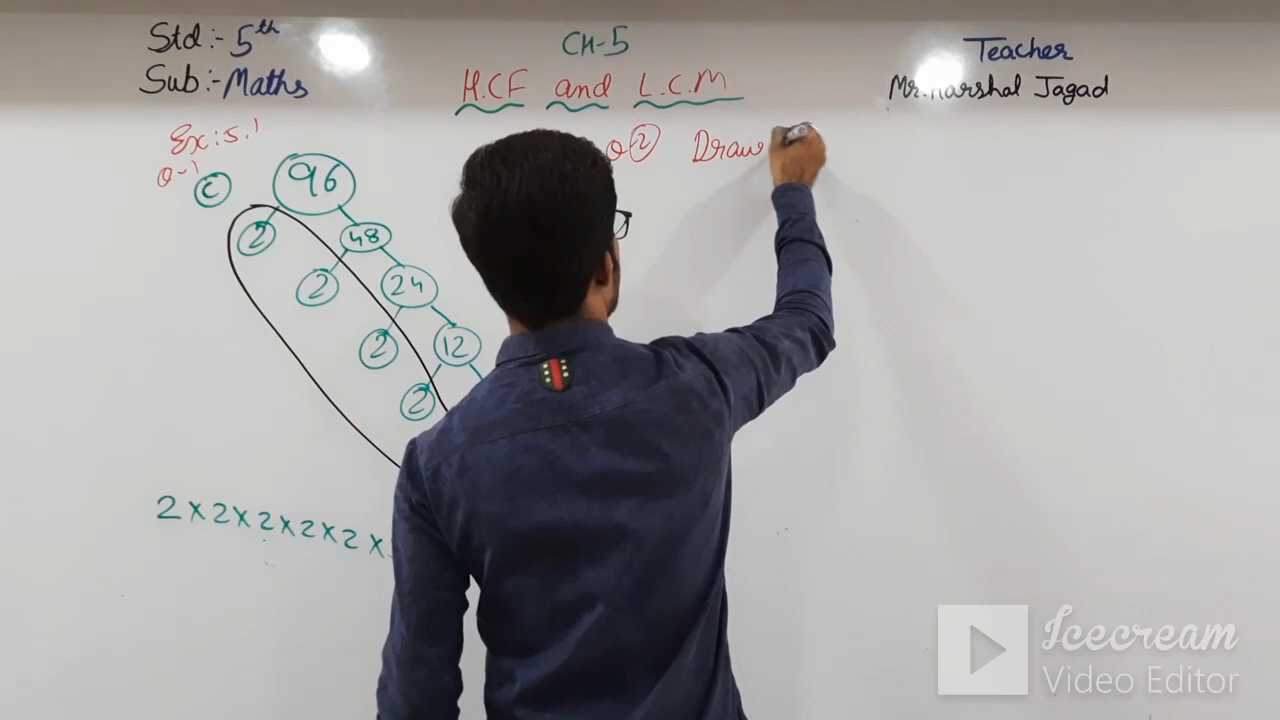 Std:- 5th
Sub:- Maths
CH-5
H.C.F and L.C.M
Teacher
Mr. Harshal Jagad
Ex:5.1
Q-1
C
96
2 48
2 24
2 12
2
2×2×2×2×2×
Q2 Draw
Icecream
Video Editor